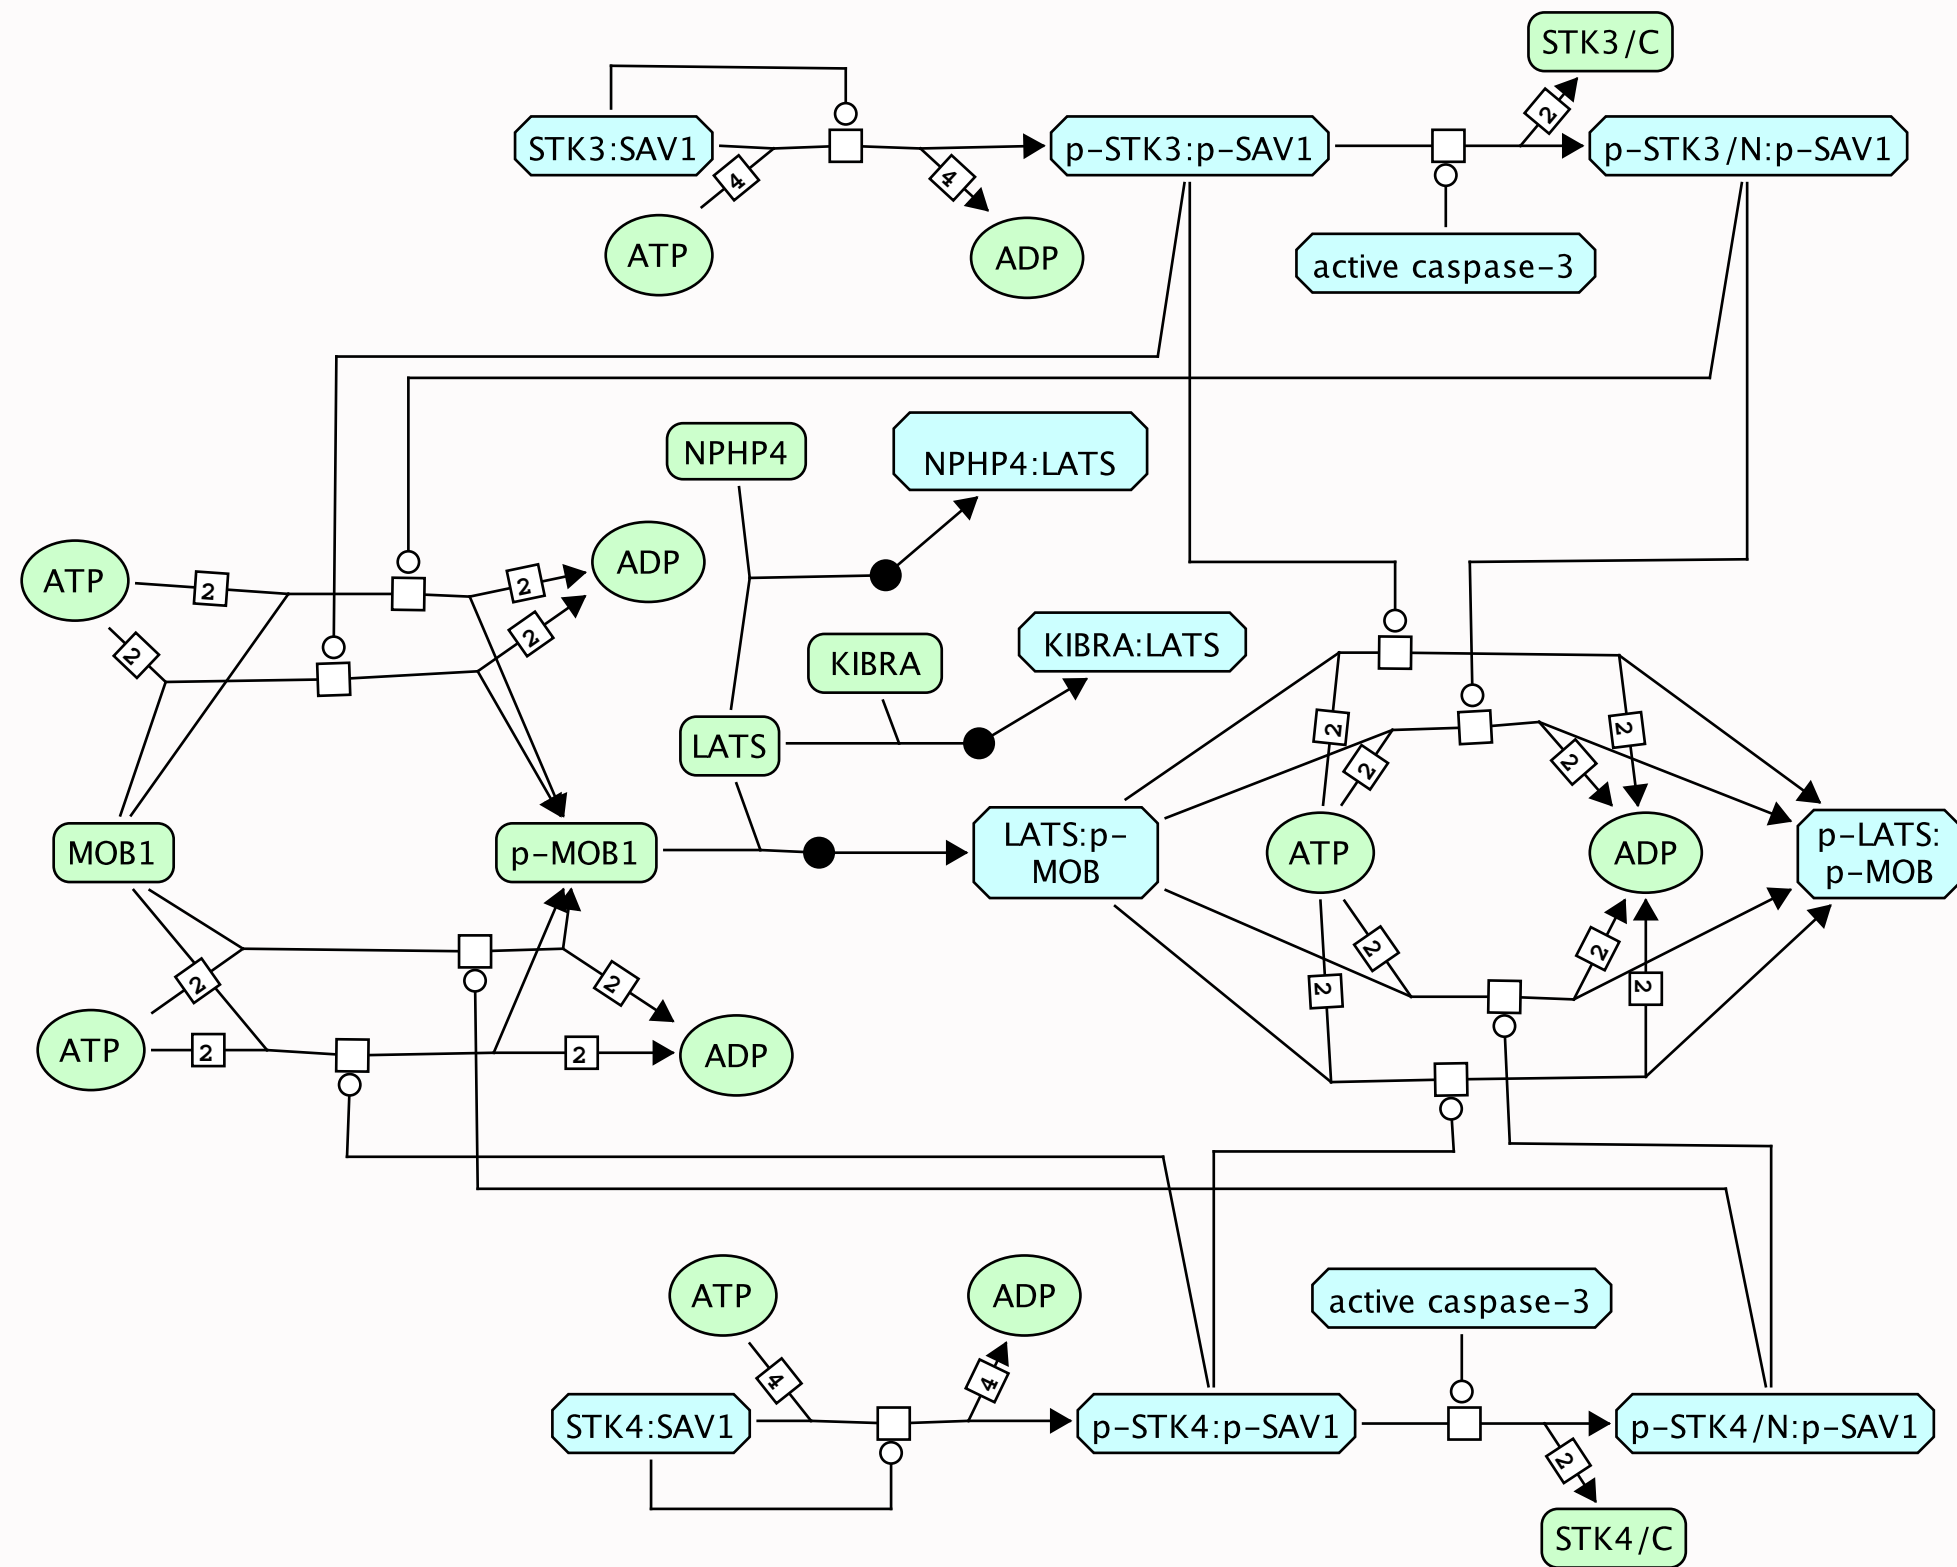 STK3/C
STK3:SAV1
p-STK3:p-SAV1
p-STK3/N:p-SAV1
4
4
2
ATP
ADP
active caspase-3
NPHP4
NPHP4:LATS
ATP
2
2
ADP
2
2
KIBRA
KIBRA:LATS
LATS
2
2
2
2
MOB1
p-MOB1
LATS:p-
MOB
ATP
ADP
p-LATS:
p-MOB
2
2
2
2
2
2
ATP
2
2
ADP
ATP
ADP
active caspase-3
4
4
STK4:SAV1
p-STK4:p-SAV1
p-STK4/N:p-SAV1
2
STK4/C